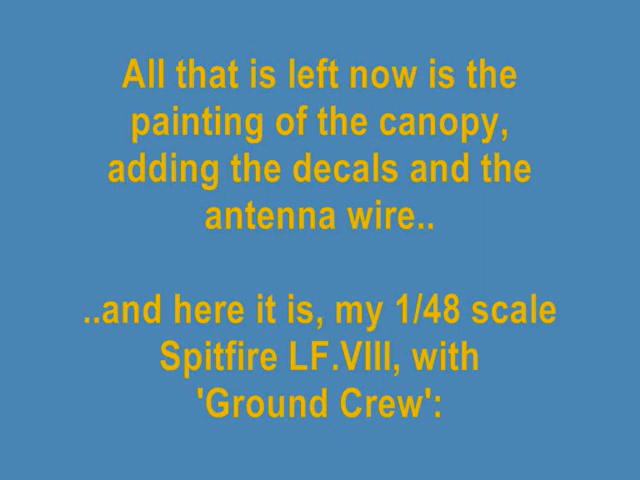 All that is left now is the
painting of the canopy,
adding the decals and the
antenna wire..
..and here it is, my 1/48 scale
Spitfire LF.VIII, with
'Ground Crew':